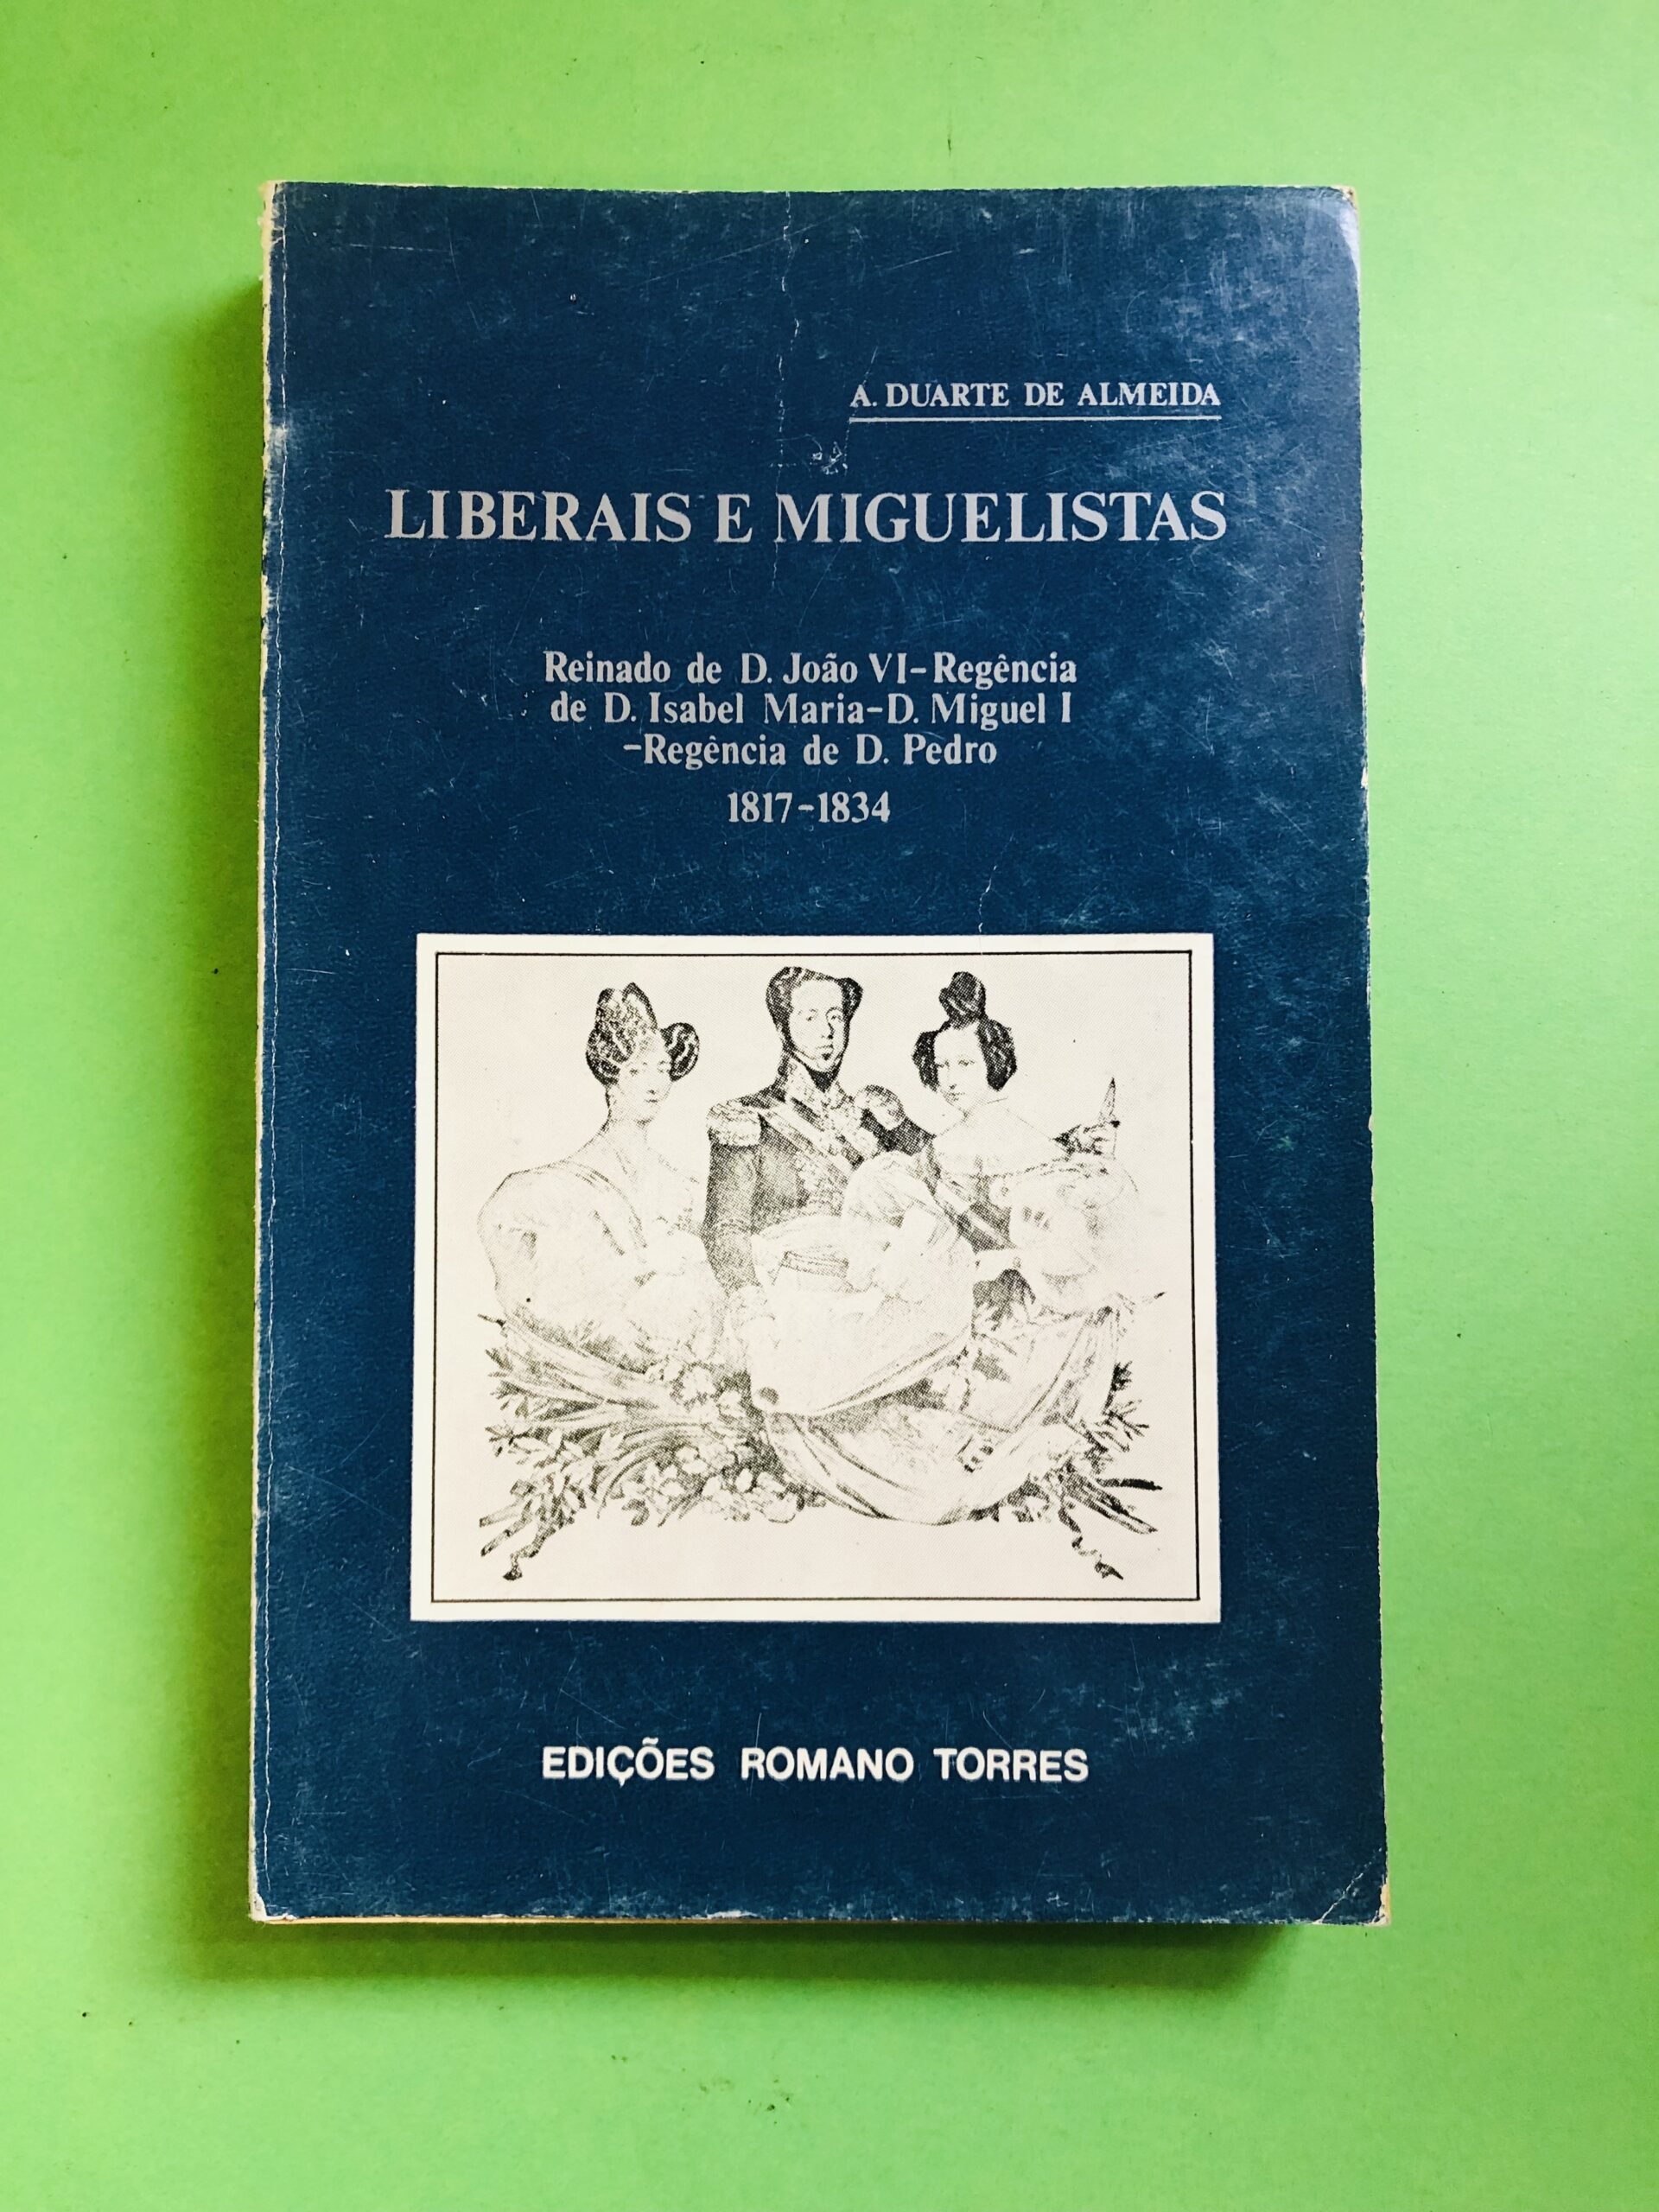 A. DUARTE DE ALMEIDA
LIBERAIS E MIGUELISTAS
Reinado de D. João VI-Regência
de D. Isabel Maria-D. Miguel I
-Regência de D. Pedro
1817-1834
EDIÇÕES ROMANO TORRES